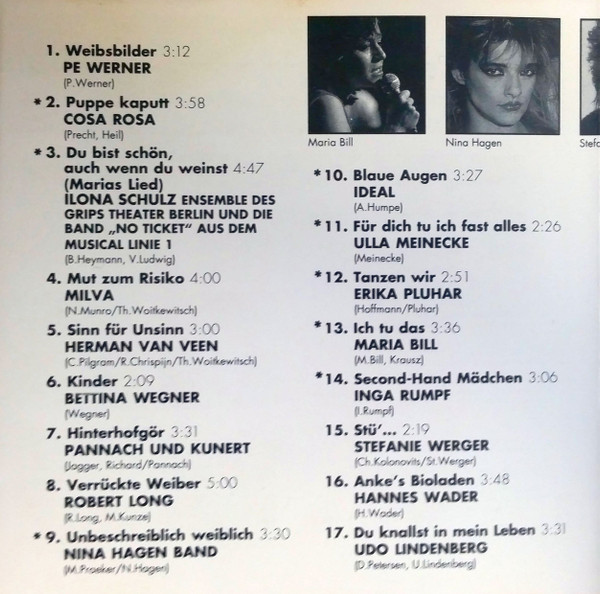 1. Weibsbilder 3:12
PE WERNER
(P.Werner)
*2. Puppe kaputt 3:58
COSA ROSA
(Precht, Heil)
*3. Du bist schön,
auch wenn du weinst 4:47
(Marias Lied)
ILONA SCHULZ ENSEMBLE DES
GRIPS THEATER BERLIN UND DIE
BAND „NO TICKET" AUS DEM
MUSICAL LINIE 1
(B.Heymann, V.Ludwig)
4. Mut zum Risiko 4:00
MILVA
(N.Munro/Th.Woitkewitsch)
5. Sinn für Unsinn 3:00
HERMAN VAN VEEN
(C.Pilgram/R.Chrispijn/Th.Woitkewitsch)
6. Kinder 2:09
BETTINA WEGNER
(Wegner)
7. Hinterhofgör 3:31
PANNACH UND KUNERT
(Jagger, Richard/Pannach)
8. Verrückte Weiber 5:00
ROBERT LONG
(R.Long, M.Kunze)
*9. Unbeschreiblich weiblich 3:30
NINA HAGEN BAND
(M.Praeker/N.Hagen)
Maria Bill
Nina Hagen
Stefa
*10. Blaue Augen 3:27
IDEAL
(A.Humpe)
*11. Für dich tu ich fast alles 2:26
ULLA MEINECKE
(Meinecke)
*12. Tanzen wir 2:51
ERIKA PLUHAR
(Hoffmann/Pluhar)
*13. Ich tu das 3:36
MARIA BILL
(M.Bill, Krausz)
*14. Second-Hand Mädchen 3:06
INGA RUMPF
(I.Rumpf)
15. Stü'... 2:19
STEFANIE WERGER
(Ch.Kolonovits/St.Werger)
16. Anke's Bioladen 3:48
HANNES WADER
(H.Wader)
17. Du knallst in mein Leben 3:31
UDO LINDENBERG
(D.Petersen, U.Lindenberg)